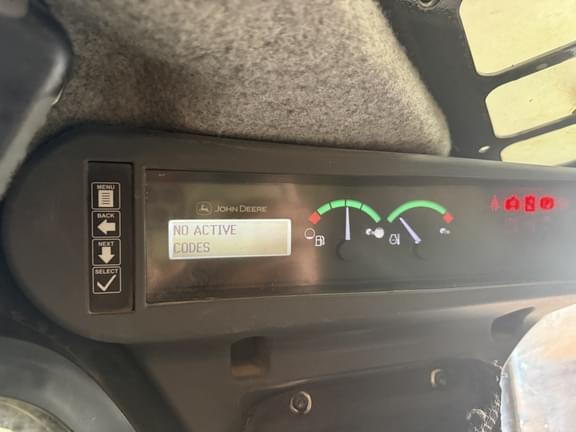 MENU
BACK
NEXT
SELECT
JOHN DEERE
NO ACTIVE
CODES